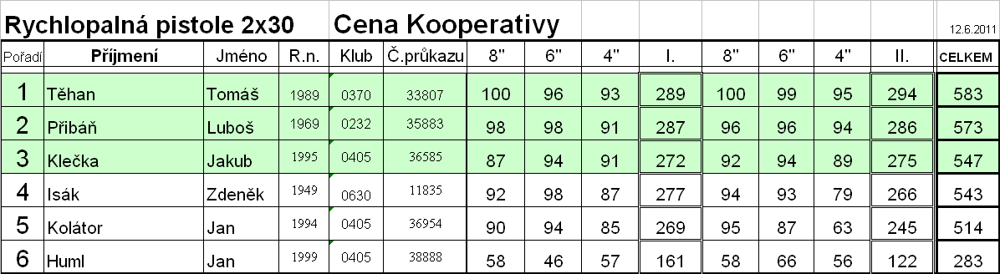 Rychlopalná pistole 2x30 Cena Kooperativy 12.6.2011
Pořadí Příjmení Jméno R.n. Klub Č.průkazu 8" 6" 4" I. 8" 6" 4" II. CELKEM
1 Těhan Tomáš 1989 0370 33807 100 96 93 289 100 99 95 294 583
2 Přibáň Luboš 1969 0232 35883 98 98 91 287 96 96 94 286 573
3 Klečka Jakub 1995 0405 36585 87 94 91 272 92 94 89 275 547
4 Isák Zdeněk 1949 0630 11835 92 98 87 277 94 93 79 266 543
5 Kolátor Jan 1994 0405 36954 90 94 85 269 95 87 63 245 514
6 Huml Jan 1999 0405 38888 58 46 57 161 58 66 56 122 283